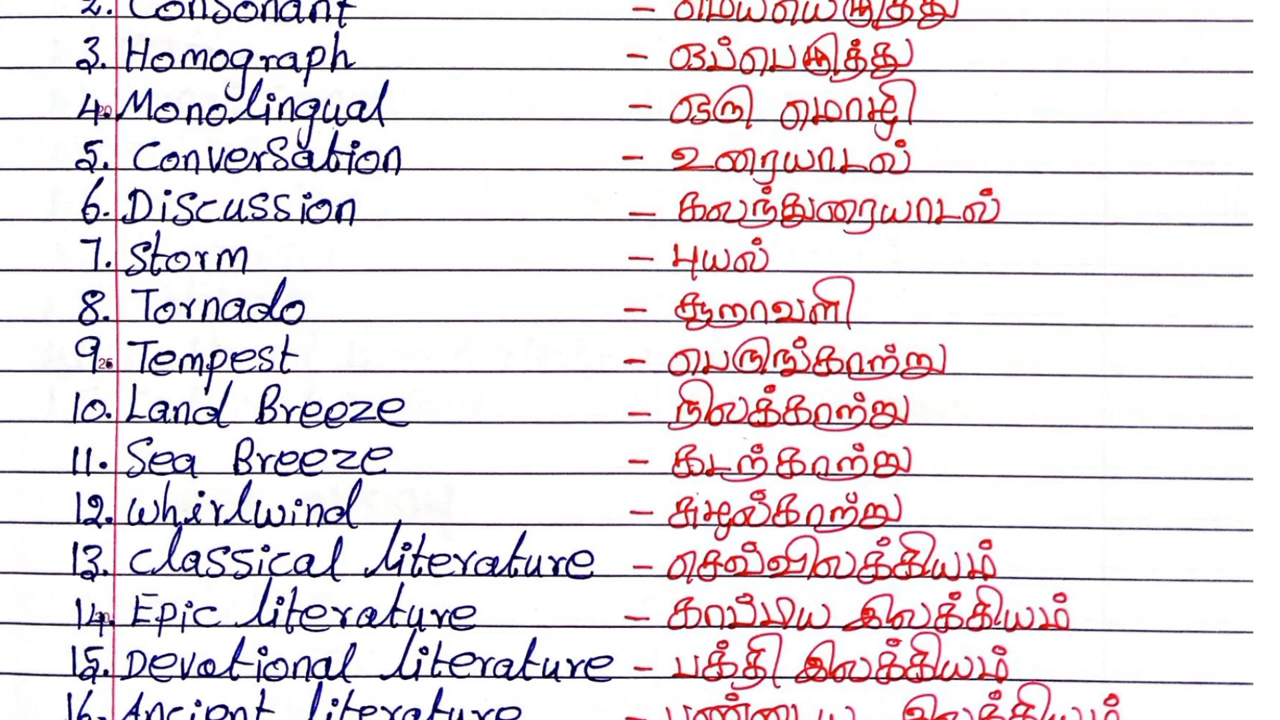 2. Consonant - மெய்யெழுத்து
3. Homograph - ஒப்பெழுத்து
4. Monolingual - ஒரு மொழி
5. Conversation - உரையாடல்
6. Discussion - கலந்துரையாடல்
7. Storm - புயல்
8. Tornado - சூறாவளி
9. Tempest - பெருங்காற்று
10. Land Breeze - நிலக்காற்று
11. Sea Breeze - கடற்காற்று
12. Whirlwind - சுழல்காற்று
13. Classical literature - செவ்விலக்கியம்
14. Epic literature - காப்பிய இலக்கியம்
15. Devotional literature - பக்தி இலக்கியம்
16. Ancient literature - பண்டைய இலக்கியம்